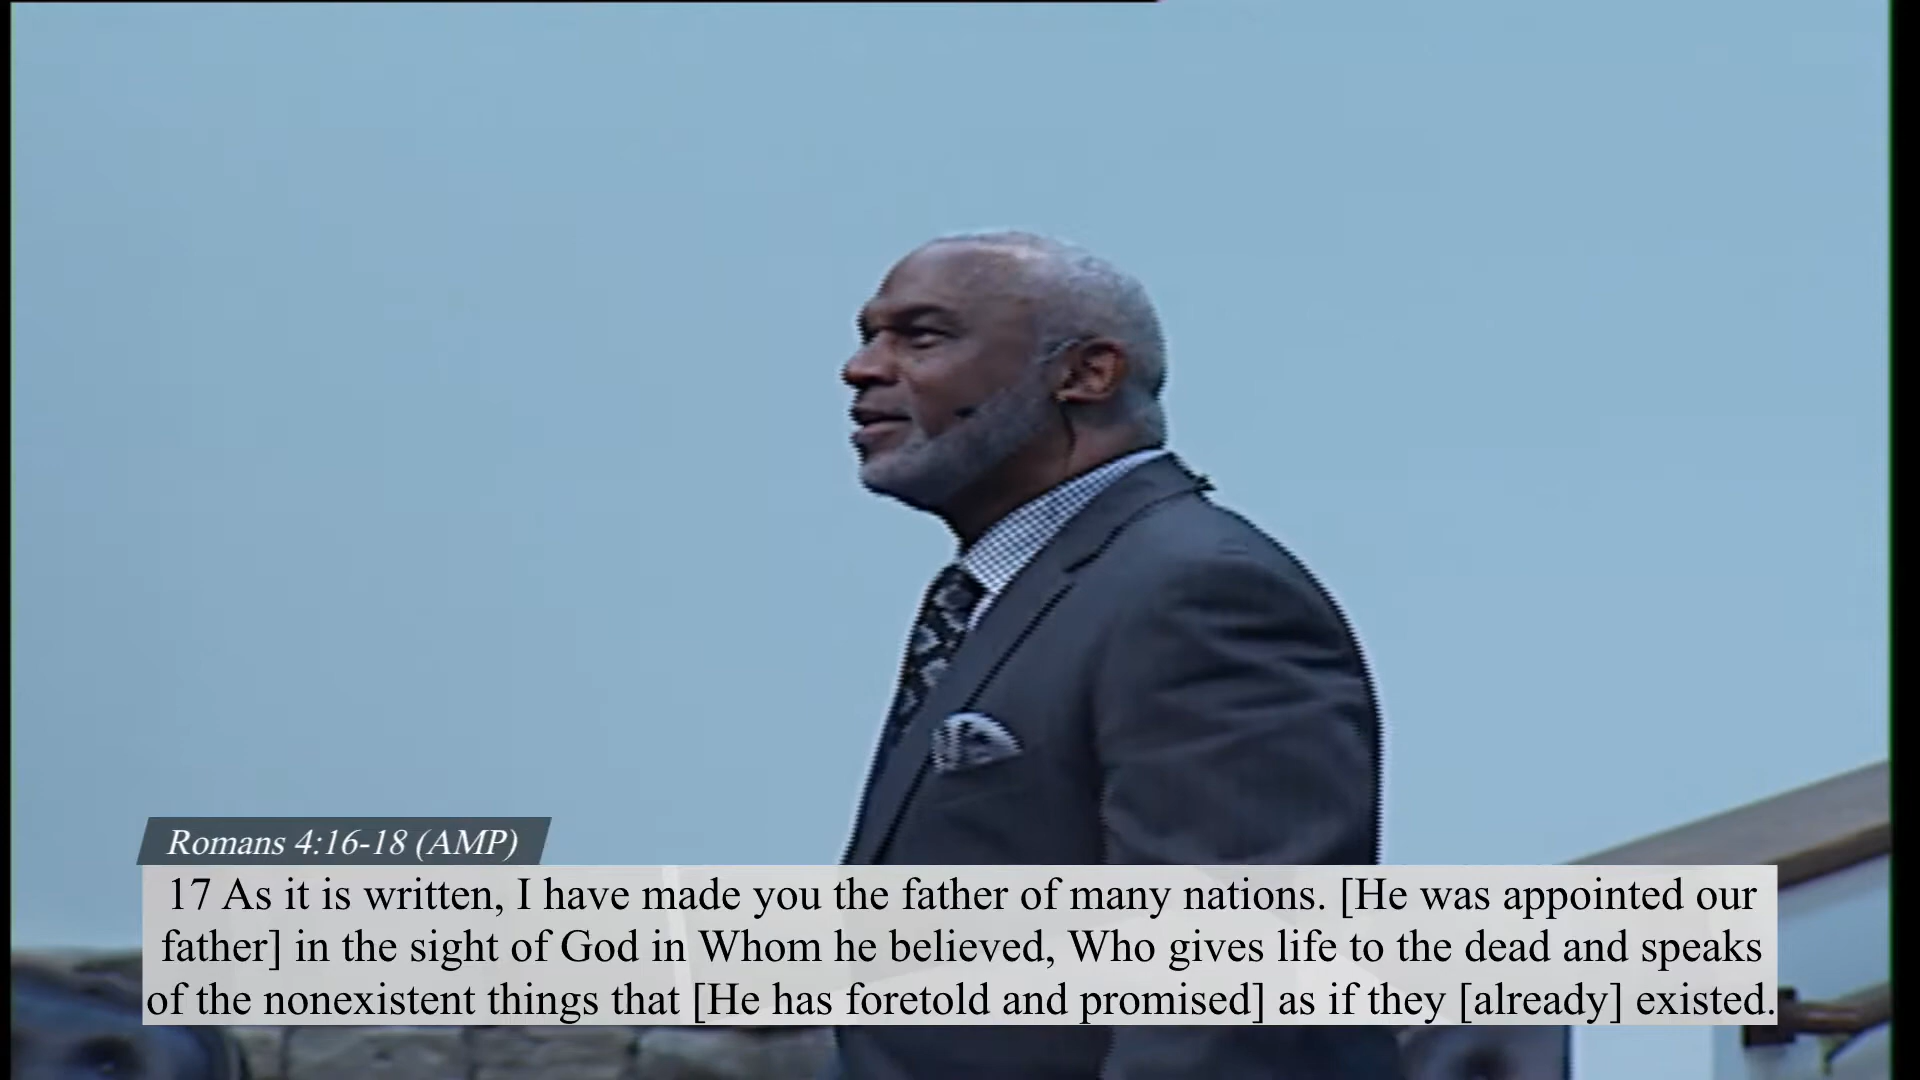 Romans 4:16-18 (AMP)
17 As it is written, I have made you the father of many nations. [He was appointed our
father] in the sight of God in Whom he believed, Who gives life to the dead and speaks
of the nonexistent things that [He has foretold and promised] as if they [already] existed.